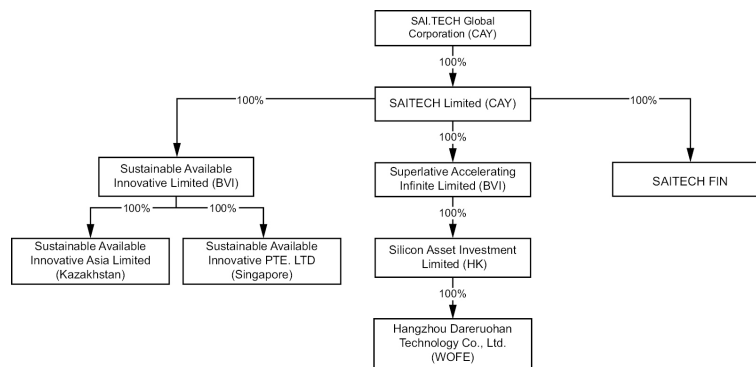 SAI.TECH Global
Corporation (CAY)
100%
SAITECH Limited (CAY)
100%
100%
100%
Sustainable Available
Innovative Limited (BVI)
Superlative Accelerating
Infinite Limited (BVI)
SAITECH FIN
100%
100%
100%
Sustainable Available
Innovative Asia Limited
(Kazakhstan)
Sustainable Available
Innovative PTE. LTD
(Singapore)
Silicon Asset Investment
Limited (HK)
100%
Hangzhou Dareruohan
Technology Co., Ltd.
(WOFE)